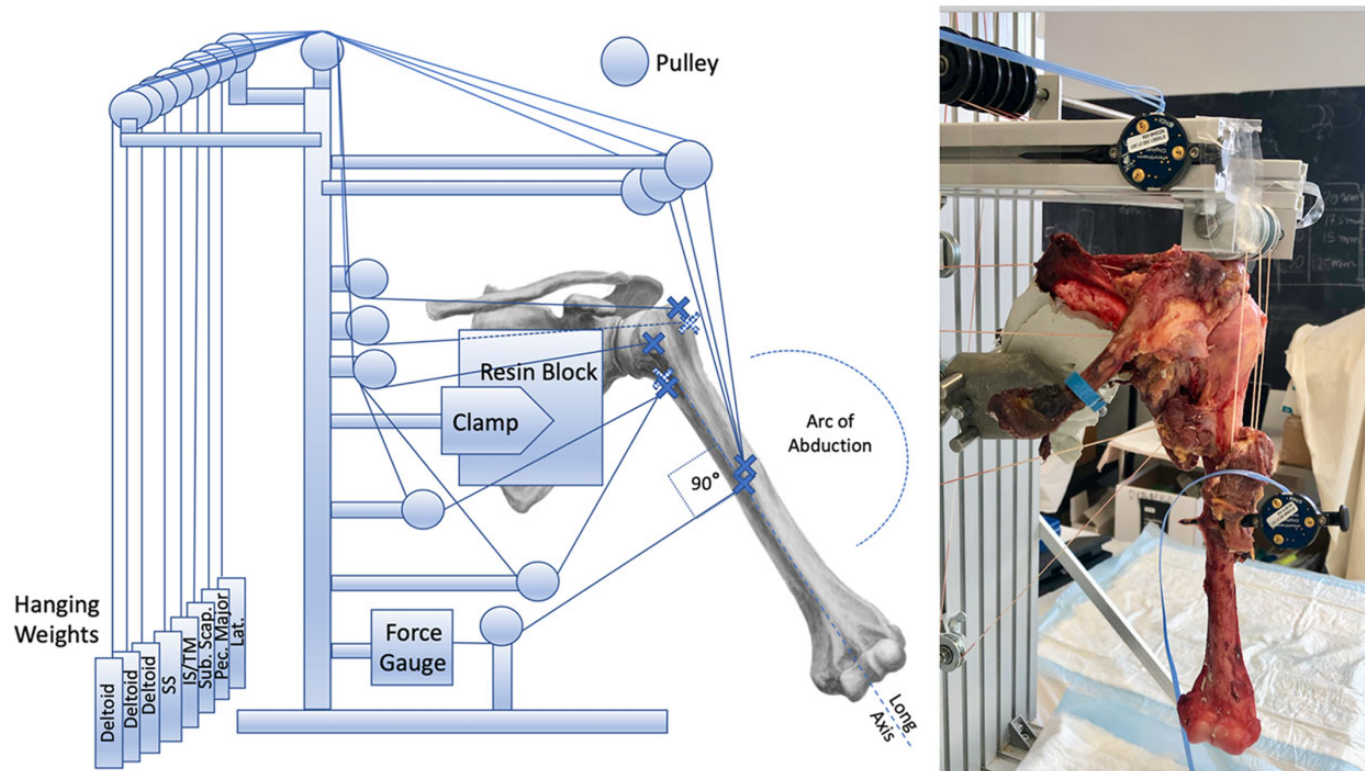 Pulley
Resin Block
Clamp
Arc of
Abduction
90°
Hanging
Weights
Force
Gauge
Deltoid
Deltoid
Deltoid
SS
IS/TM
Sub. Scap.
Pec. Major
Lat.
Long
Axis